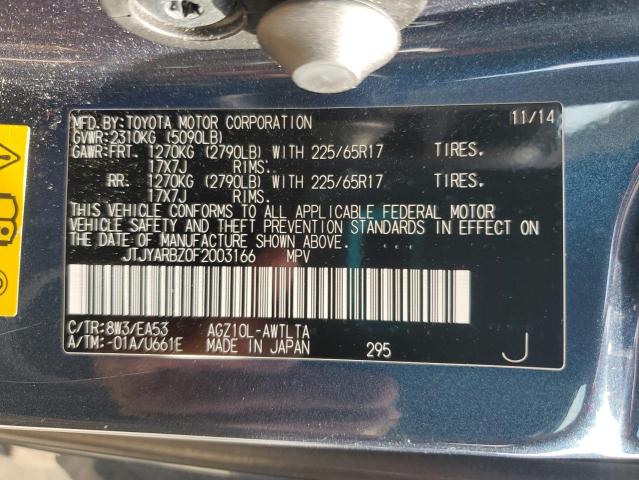 MFD.BY:TOYOTA MOTOR CORPORATION 11/14
GVWR:2310KG (5090LB)
GAWR:FRT. 1270KG (2790LB) WITH 225/65R17 TIRES.
17X7J RIMS.
RR. 1270KG (2790LB) WITH 225/65R17 TIRES.
17X7J RIMS.
THIS VEHICLE CONFORMS TO ALL APPLICABLE FEDERAL MOTOR
VEHICLE SAFETY AND THEFT PREVENTION STANDARDS IN EFFECT ON
THE DATE OF MANUFACTURE SHOWN ABOVE.
JTJYARBZ0F2003166 MPV
C/TR:8W3/EA53 AGZ10L-AWTLTA
A/TM:-01A/U661E MADE IN JAPAN 295 J